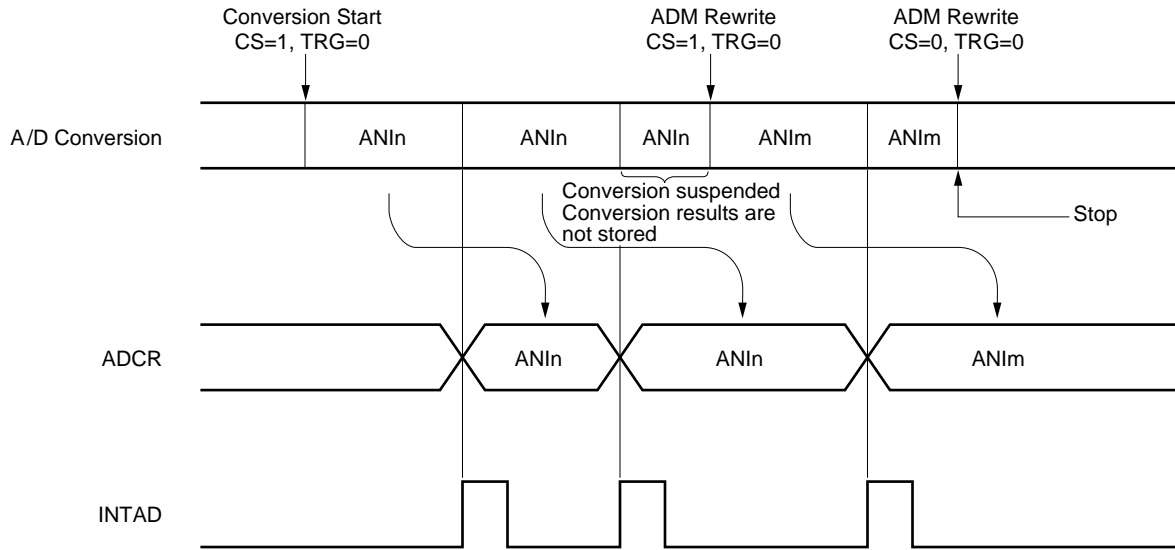 Conversion Start
CS=1, TRG=0
ADM Rewrite
CS=1, TRG=0
ADM Rewrite
CS=0, TRG=0
A/D Conversion
ANIn
ANIn
ANIn
ANIm
ANIm
Conversion suspended
Conversion results are
not stored
Stop
ADCR
ANIn
ANIn
ANIm
INTAD